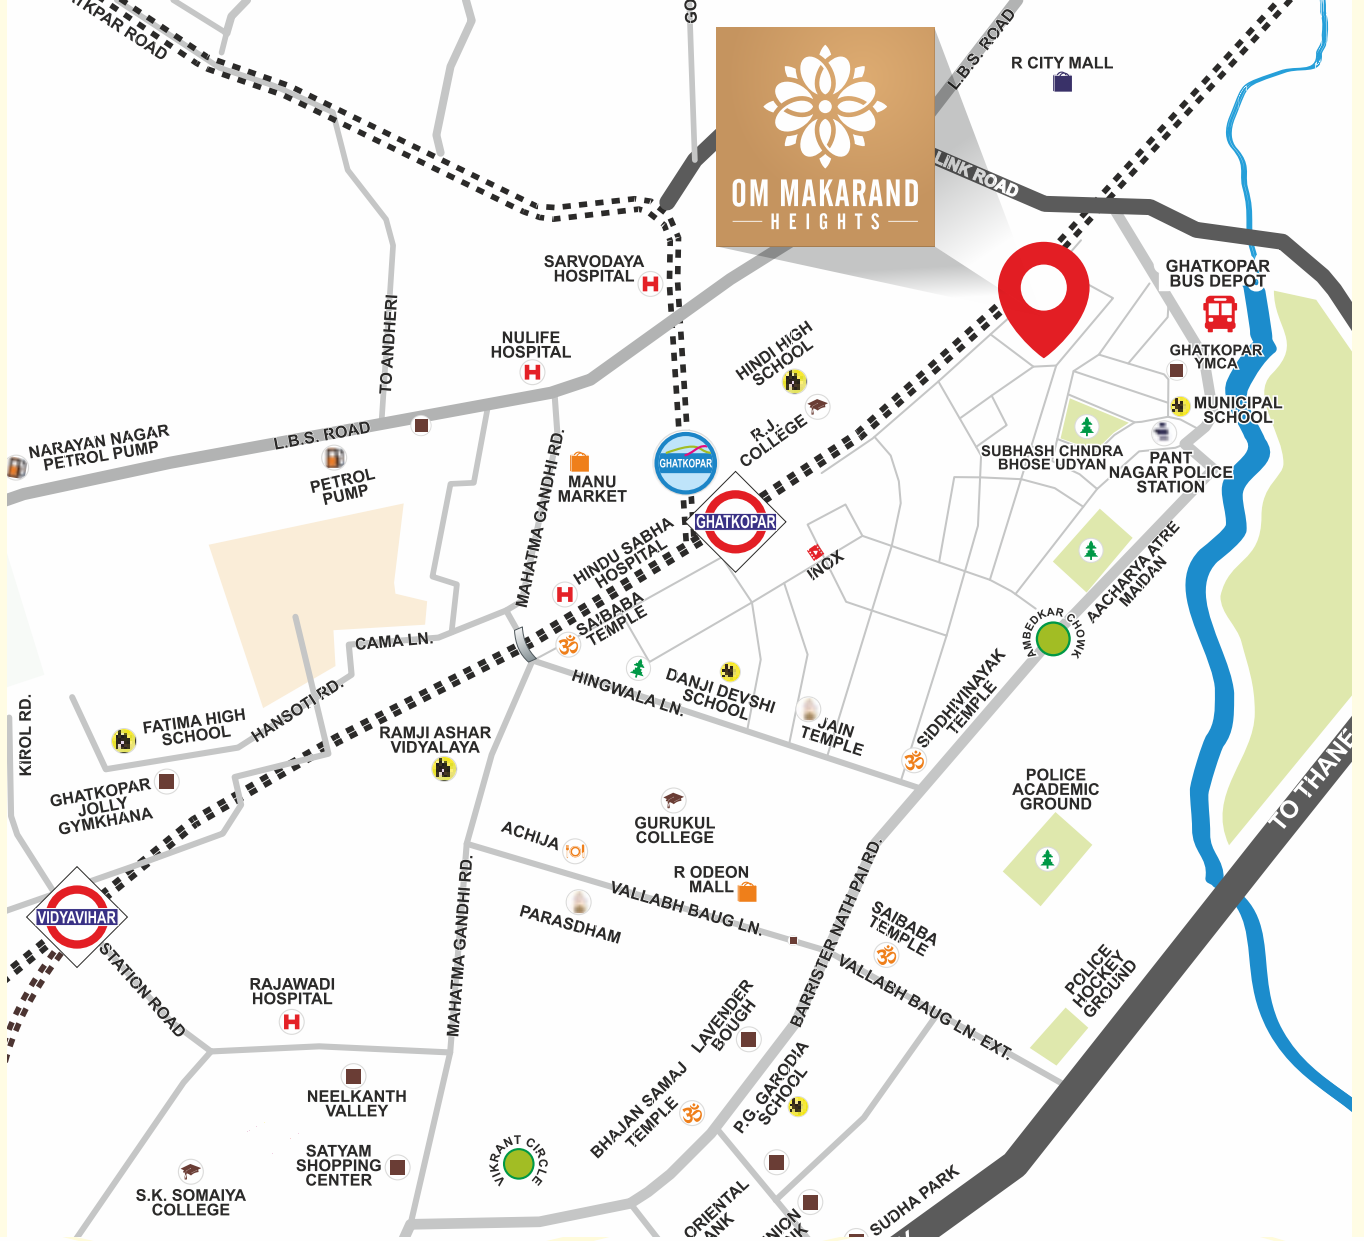 ATKPAR ROAD
GO
L.B.S. ROAD
R CITY MALL
OM MAKARAND
HEIGHTS
LINK ROAD
SARVODAYA
HOSPITAL
GHATKOPAR
BUS DEPOT
TO ANDHERI
NULIFE
HOSPITAL
HINDI HIGH
SCHOOL
GHATKOPAR
YMCA
MUNICIPAL
SCHOOL
R.J.
COLLEGE
NARAYAN NAGAR
PETROL PUMP
L.B.S. ROAD
PETROL
PUMP
MAHATMA GANDHI RD.
MANU
MARKET
GHATKOPAR
GHATKOPAR
SUBHASH CHNDRA
BHOSE UDYAN
PANT
NAGAR POLICE
STATION
HINDU SABHA
HOSPITAL
INOX
SAIBABA
TEMPLE
AACHARYA ATRE
MAIDAN
AMBEDKAR CHOWK
CAMA LN.
HINGWALA LN.
DANJI DEVSHI
SCHOOL
JAIN
TEMPLE
SIDDHIVINAYAK
TEMPLE
KIROL RD.
FATIMA HIGH
SCHOOL
HANSOTI RD.
RAMJI ASHAR
VIDYALAYA
GHATKOPAR
JOLLY
GYMKHANA
POLICE
ACADEMIC
GROUND
TO THANE
ACHIJA
GURUKUL
COLLEGE
R ODEON
MALL
VALLABH BAUG LN.
PARASDHAM
MAHATMA GANDHI RD.
BARRISTER NATH PAI RD.
SAIBABA
TEMPLE
VIDYAVIHAR
STATION ROAD
VALLABH BAUG LN. EXT.
POLICE
HOCKEY
GROUND
RAJAWADI
HOSPITAL
LAVENDER
BOUGH
NEELKANTH
VALLEY
BHAJAN SAMAJ
TEMPLE
P.G. GARODIA
SCHOOL
SATYAM
SHOPPING
CENTER
VIKRANT CIRCLE
S.K. SOMAIYA
COLLEGE
ORIENTAL
ANK
NION
NK
SUDHA PARK